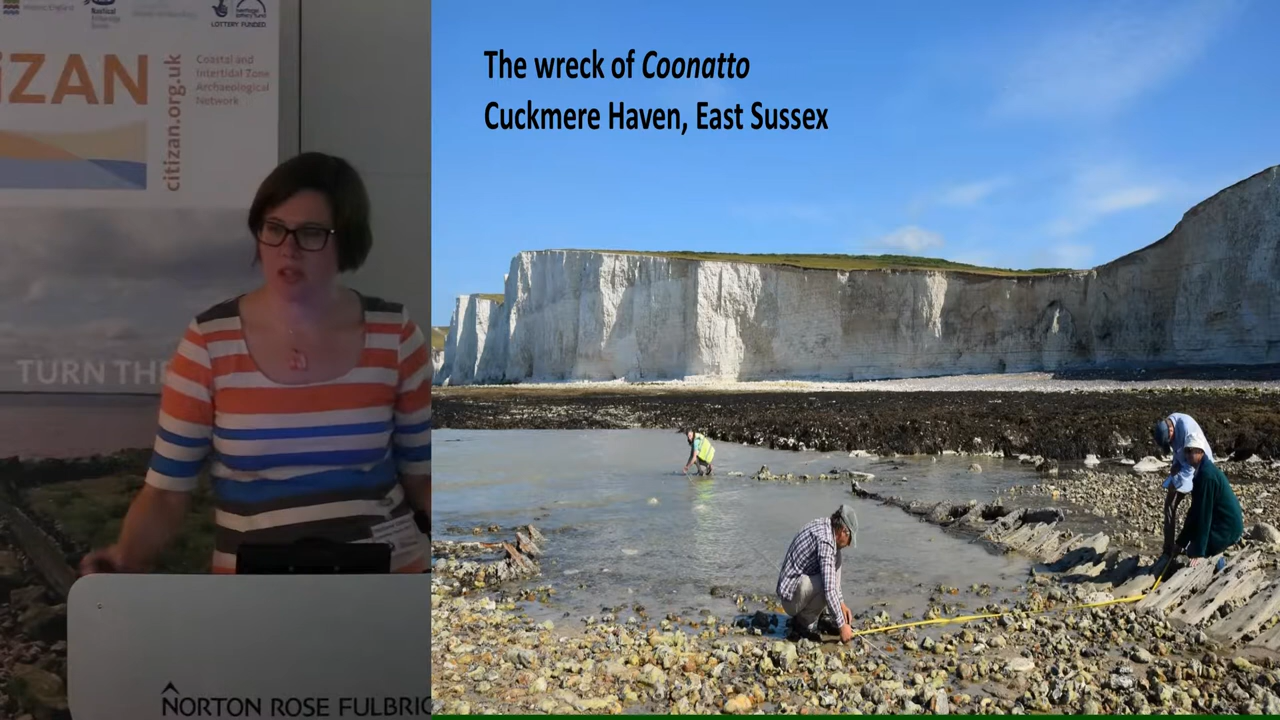 LOTTERY FUNDED
iZAN
citizan.org.uk
Coastal and
Intertidal Zone
Archaeological
Network
TURN THE
NORTON ROSE FULBRIG
The wreck of Coonatto
Cuckmere Haven, East Sussex